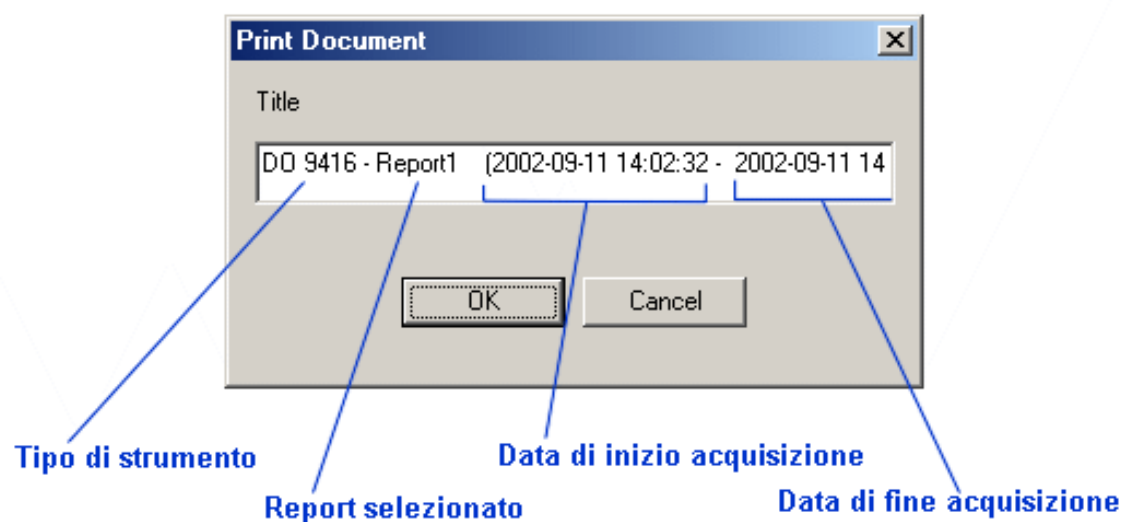 Print Document
Title
DO 9416 - Report1 (2002-09-11 14:02:32 - 2002-09-11 14
OK Cancel
Tipo di strumento
Data di inizio acquisizione
Report selezionato
Data di fine acquisizione